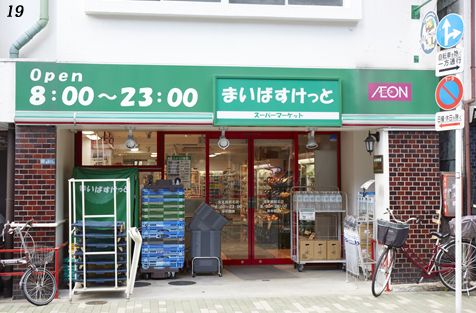 19
Open
8:00～23:00
まいばすけっと
スーパーマーケット
ÆON
自転車を除く
一方通行
まいばすけっと